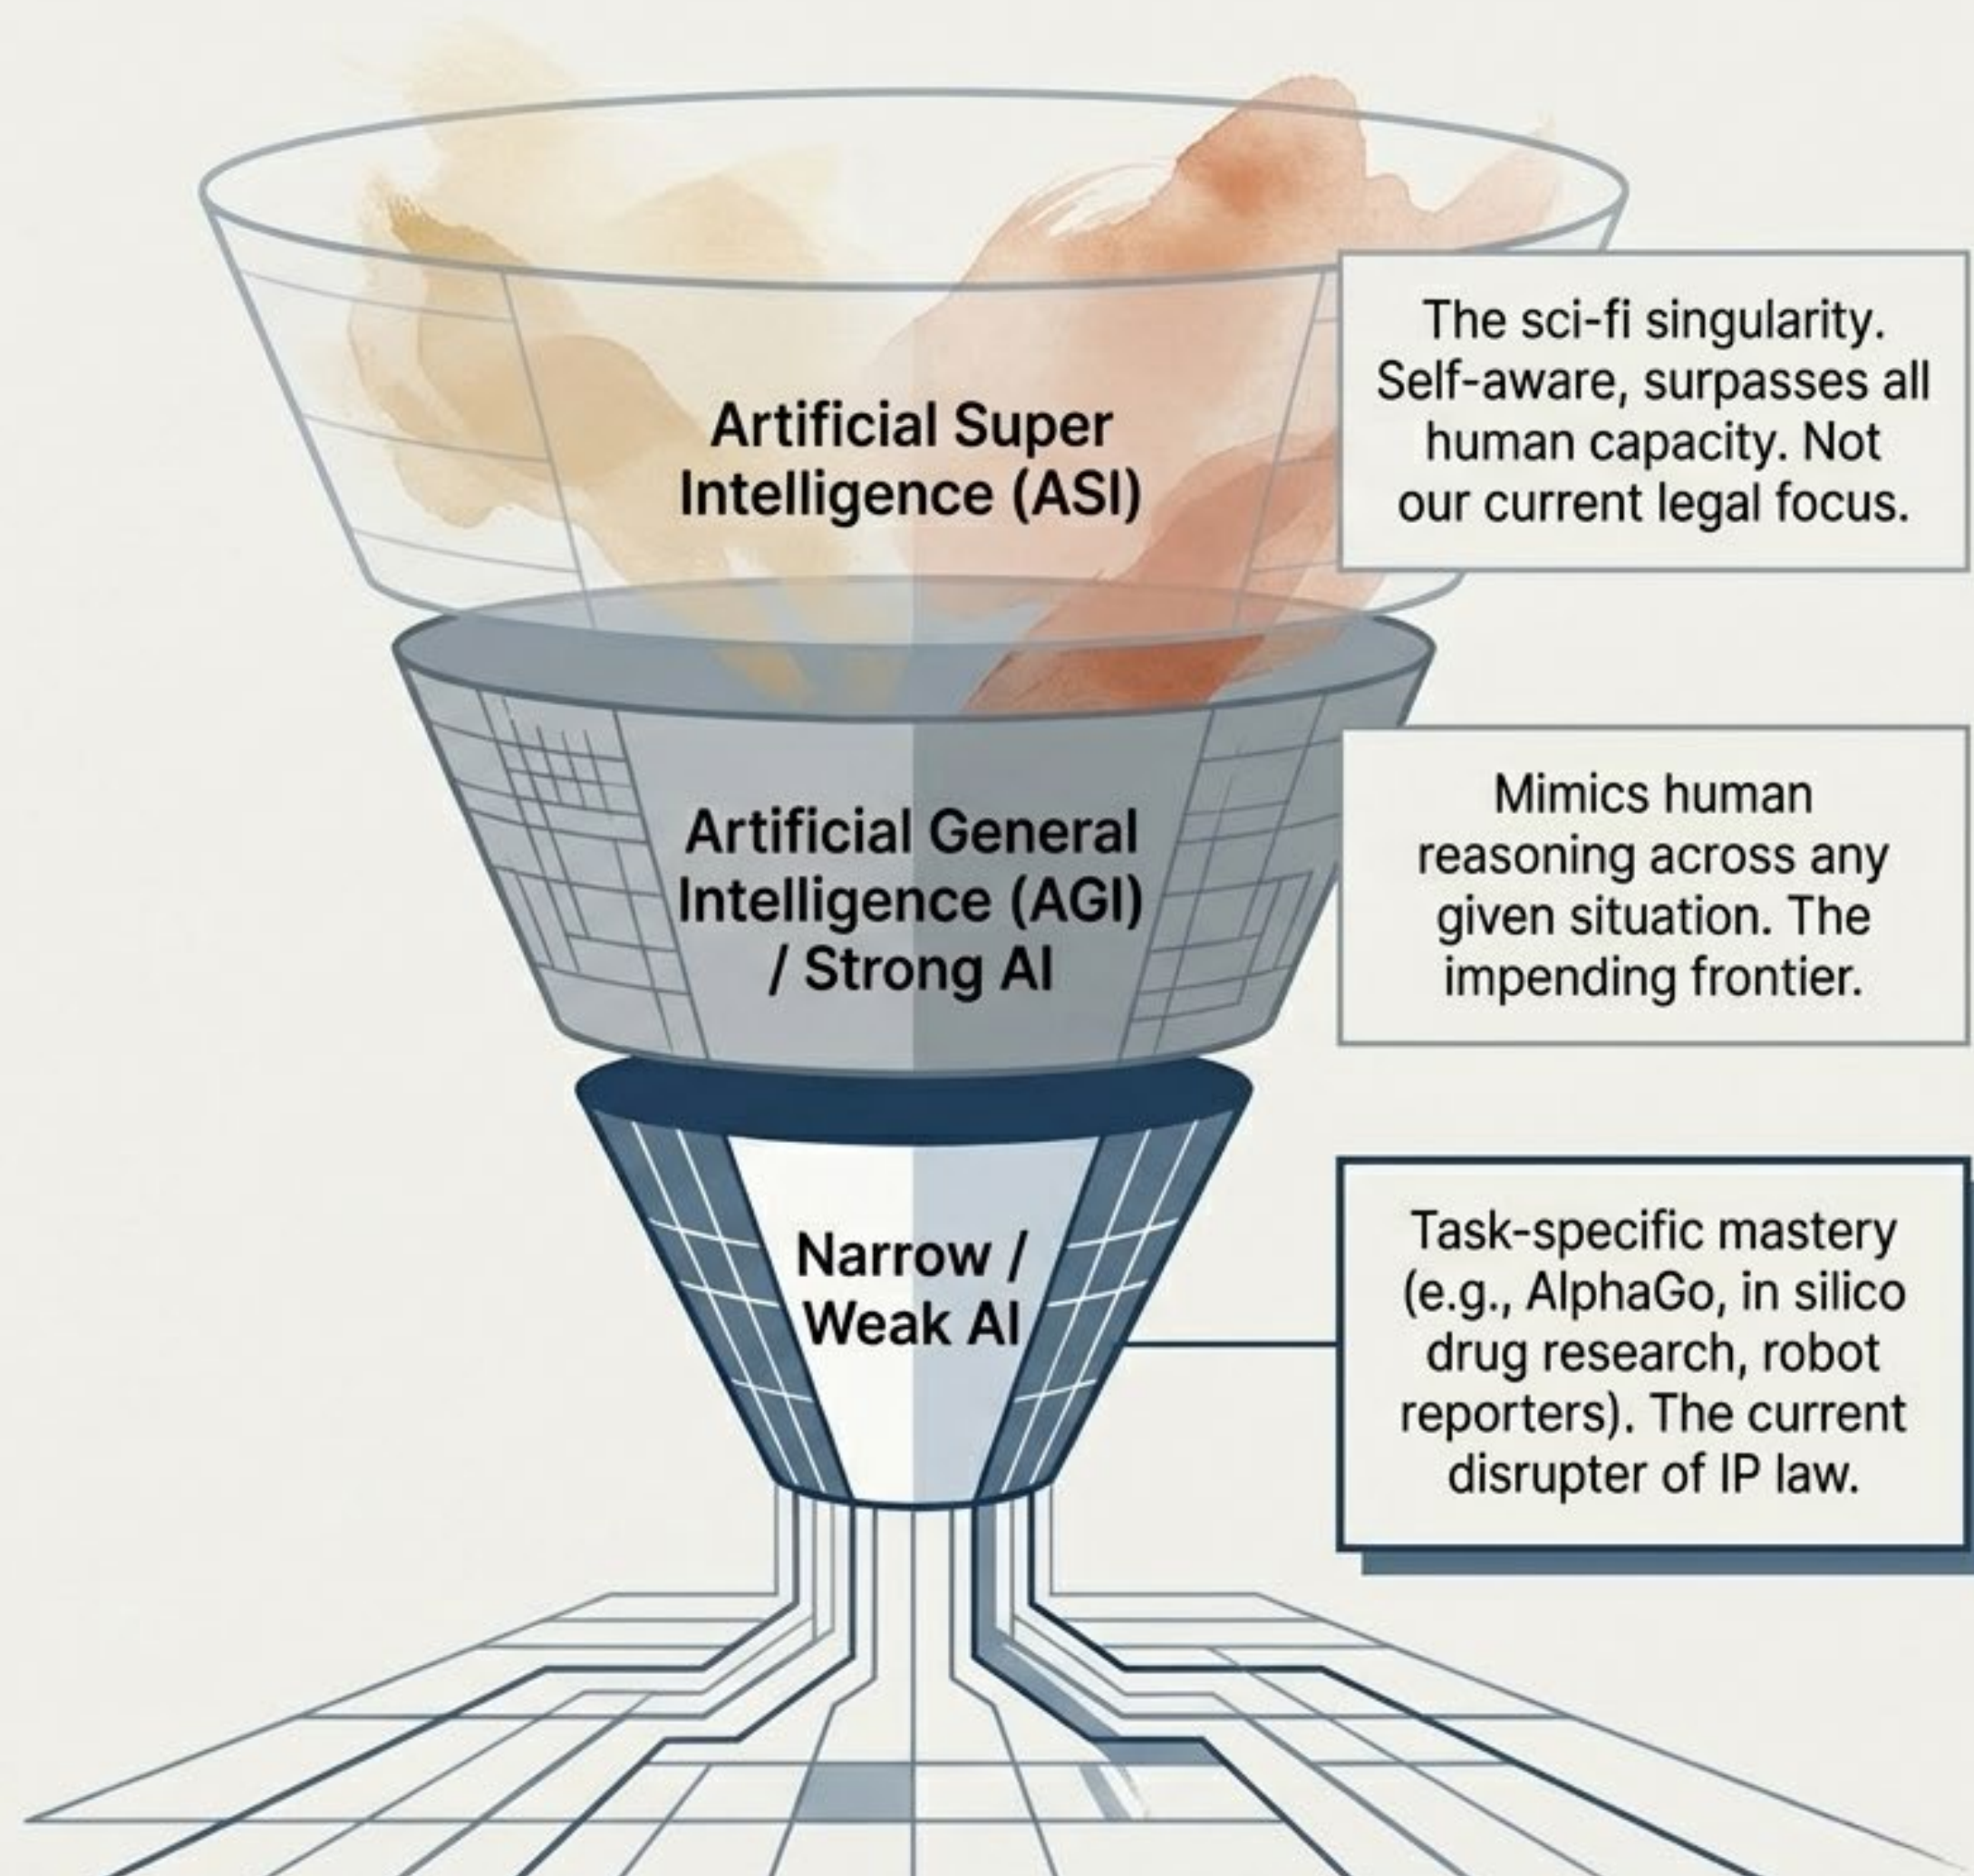 Artificial Super
Intelligence (ASI)
The sci-fi singularity.
Self-aware, surpasses all
human capacity. Not
our current legal focus.
Artificial General
Intelligence (AGI)
/ Strong AI
Mimics human
reasoning across any
given situation. The
impending frontier.
Narrow /
Weak AI
Task-specific mastery
(e.g., AlphaGo, in silico
drug research, robot
reporters). The current
disrupter of IP law.